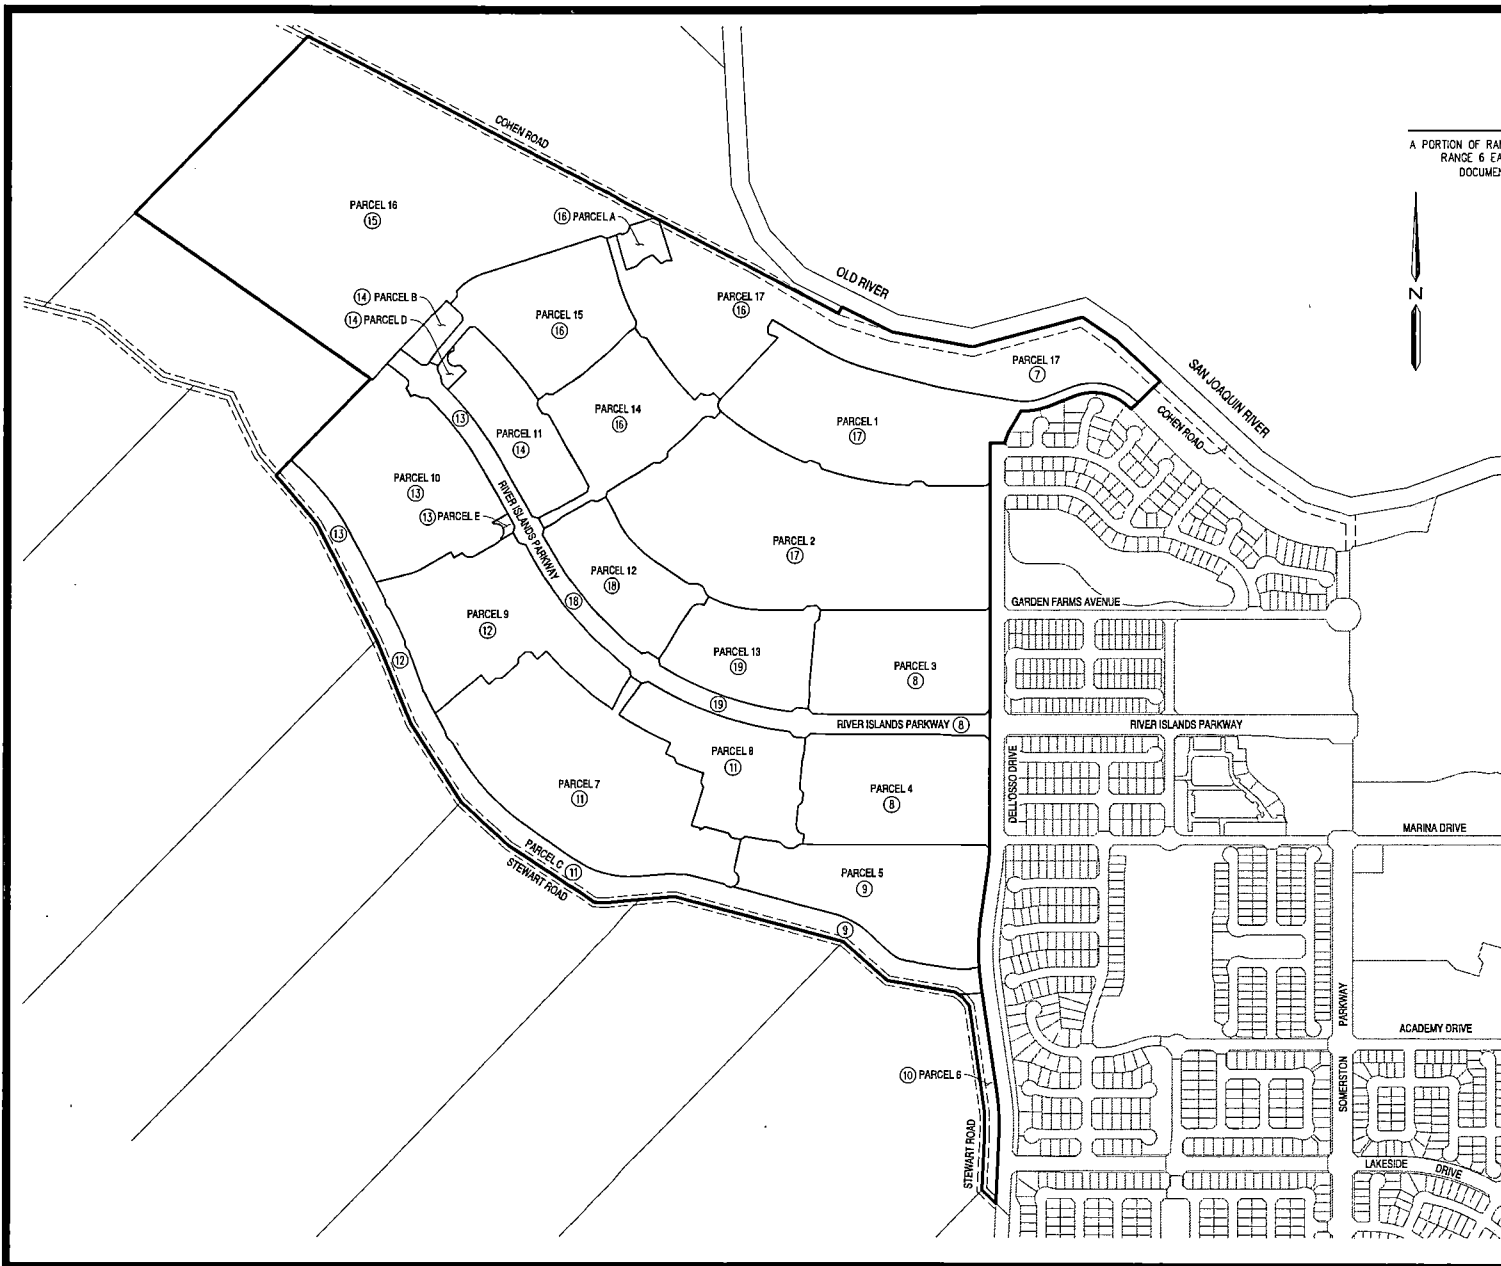 COHEN ROAD
A PORTION OF RA
RANGE 6 EA
DOCUMEN
PARCEL 16
15
16 PARCEL A
OLD RIVER
N
14 PARCEL B
14 PARCEL D
PARCEL 17
16
PARCEL 15
16
PARCEL 17
7
SAN JOAQUIN RIVER
COHEN ROAD
PARCEL 14
16
PARCEL 1
17
13
PARCEL 11
14
PARCEL 10
13
RIVER ISLANDS PARKWAY
13 PARCEL E
13
PARCEL 2
17
PARCEL 12
18
18
GARDEN FARMS AVENUE
PARCEL 9
12
12
PARCEL 13
19
PARCEL 3
8
19
RIVER ISLANDS PARKWAY 8
RIVER ISLANDS PARKWAY
PARCEL 8
11
DELL'OSSO DRIVE
PARCEL 7
11
PARCEL 4
8
MARINA DRIVE
PARCEL C 11
STEWART ROAD
PARCEL 5
9
9
SOMERSTON PARKWAY
ACADEMY DRIVE
10 PARCEL 6
STEWART ROAD
LAKESIDE DRIVE